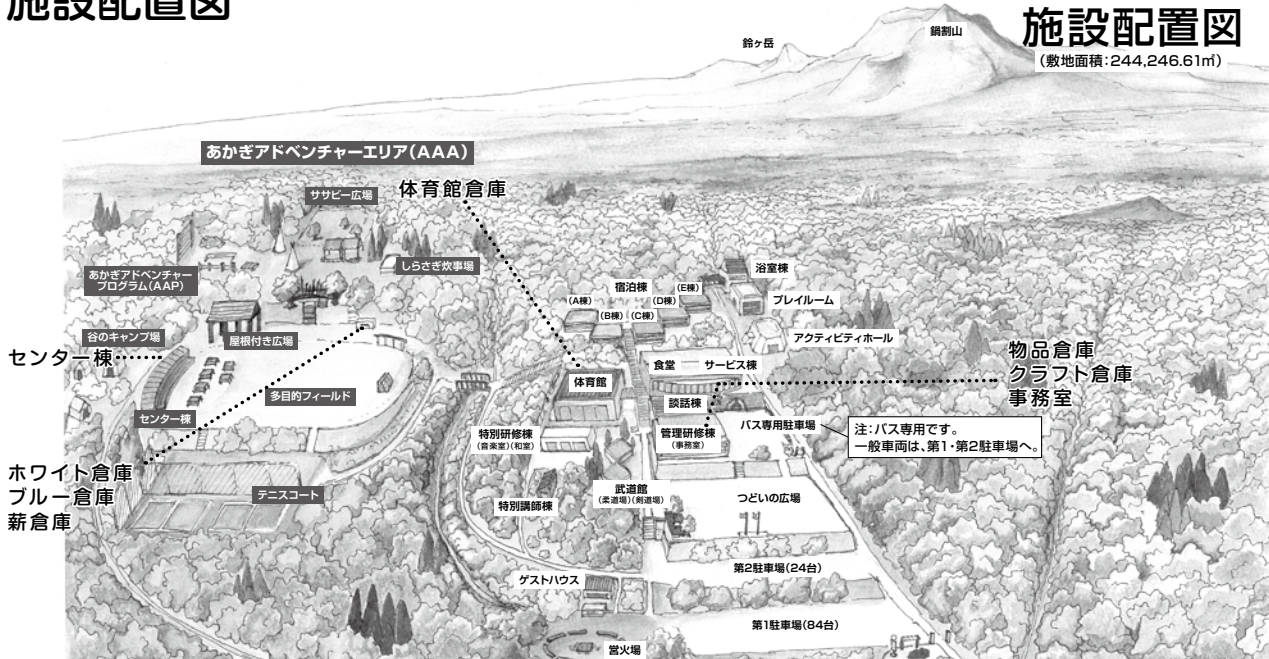 施設配置図
施設配置図
(敷地面積:244,246.61㎡)
鍋割山
鈴ヶ岳
あかぎアドベンチャーエリア(AAA)
ササビー広場
体育館倉庫
しらさぎ炊事場
あかぎアドベンチャー
プログラム(AAP)
谷のキャンプ場
屋根付き広場
センター棟
センター棟
多目的フィールド
ホワイト倉庫
ブルー倉庫
薪倉庫
テニスコート
宿泊棟
(A棟)
(B棟)
(C棟)
(D棟)
(E棟)
浴室棟
プレイルーム
アクティビティホール
食堂
サービス棟
体育館
談話棟
物品倉庫
クラフト倉庫
事務室
特別研修棟
(音楽室)(和室)
管理研修棟
(事務室)
バス専用駐車場
注:バス専用です。
一般車両は、第1・第2駐車場へ。
特別講師棟
武道館
(柔道場)(剣道場)
つどいの広場
ゲストハウス
第2駐車場(24台)
第1駐車場(84台)
営火場